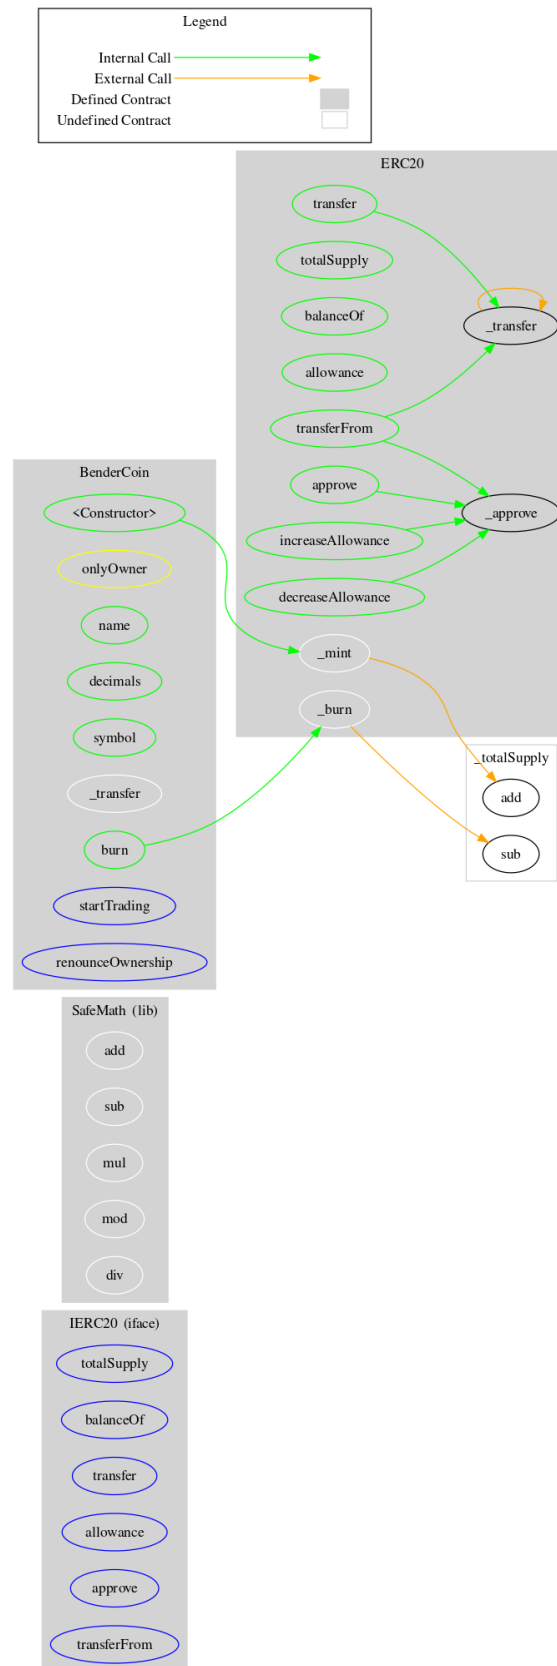 Legend
Internal Call
External Call
Defined Contract
Undefined Contract
ERC20
transfer
totalSupply
balanceOf
_transfer
allowance
transferFrom
approve
_approve
increaseAllowance
decreaseAllowance
_mint
_burn
_totalSupply
add
sub
BenderCoin
<Constructor>
onlyOwner
name
decimals
symbol
_transfer
burn
startTrading
renounceOwnership
SafeMath (lib)
add
sub
mul
mod
div
IERC20 (iface)
totalSupply
balanceOf
transfer
allowance
approve
transferFrom